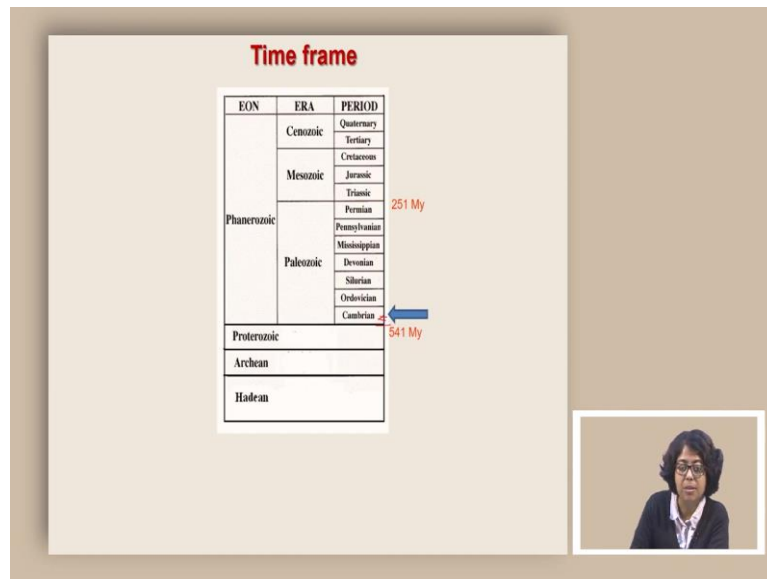 Time frame
EON ERA PERIOD
Phanerozoic
Cenozoic
Quaternary
Tertiary
Mesozoic
Cretaceous
Jurassic
Triassic
Paleozoic
Permian
251 My
Pennsylvanian
Mississippian
Devonian
Silurian
Ordovician
Cambrian
541 My
Proterozoic
Archean
Hadean